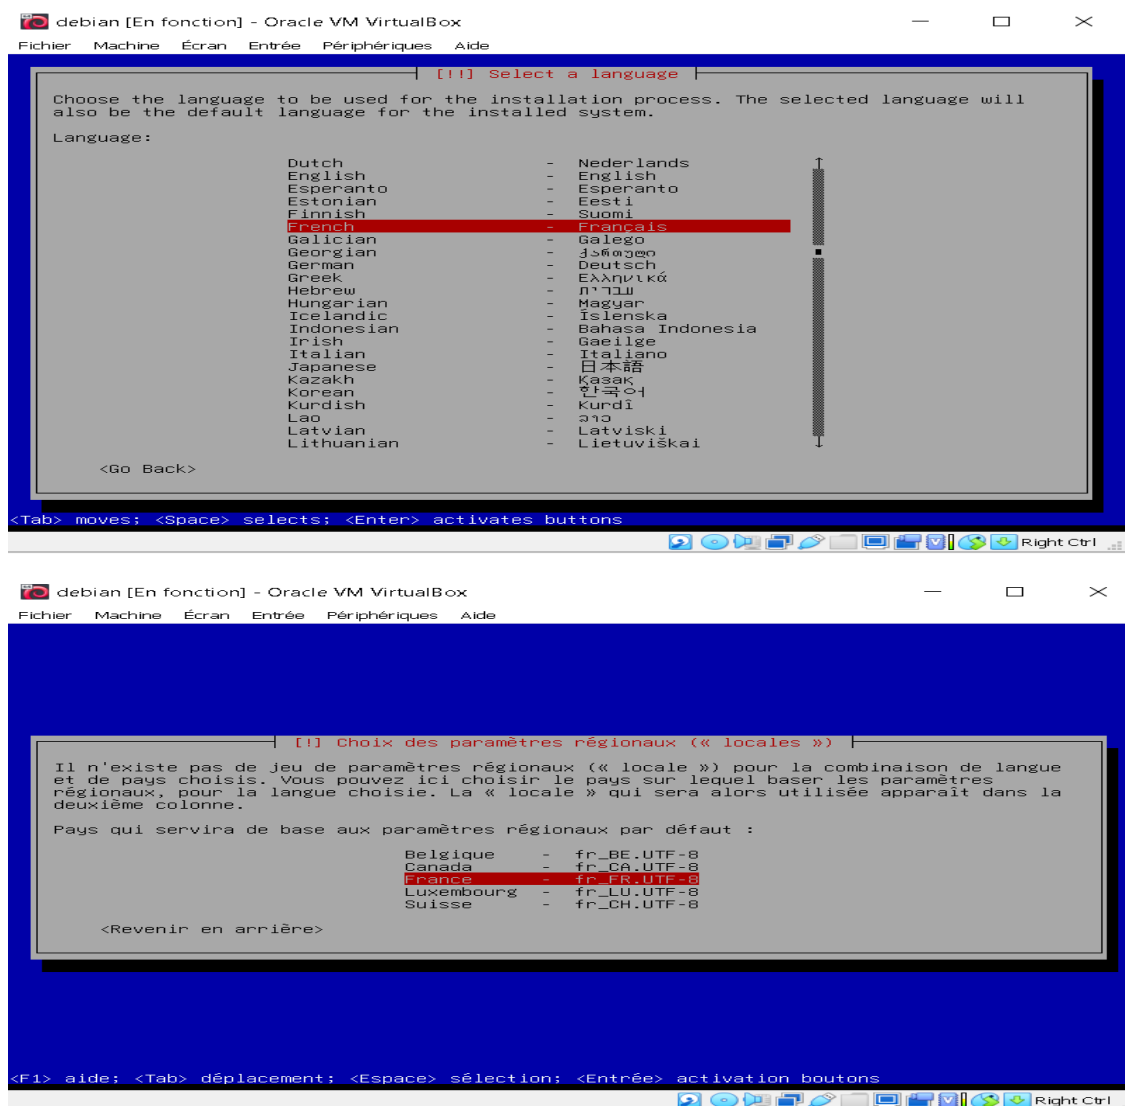 debian [En fonction] - Oracle VM VirtualBox
Fichier Machine Écran Entrée Périphériques Aide
[!!] Select a language
Choose the language to be used for the installation process. The selected language will
also be the default language for the installed system.
Language:
Dutch - Nederlands
English - English
Esperanto - Esperanto
Estonian - Eesti
Finnish - Suomi
French - Français
Galician - Galego
Georgian - ქართული
German - Deutsch
Greek - Ελληνικά
Hebrew - עברית
Hungarian - Magyar
Icelandic - Íslenska
Indonesian - Bahasa Indonesia
Irish - Gaeilge
Italian - Italiano
Japanese - 日本語
Kazakh - Қазақ
Korean - 한국어
Kurdish - Kurdî
Lao - ລາວ
Latvian - Latviski
Lithuanian - Lietuviškai
<Go Back>
<Tab> moves; <Space> selects; <Enter> activates buttons
Right Ctrl
debian [En fonction] - Oracle VM VirtualBox
Fichier Machine Écran Entrée Périphériques Aide
[!] Choix des paramètres régionaux (« locales »)
Il n'existe pas de jeu de paramètres régionaux (« locale ») pour la combinaison de langue
et de pays choisis. Vous pouvez ici choisir le pays sur lequel baser les paramètres
régionaux, pour la langue choisie. La « locale » qui sera alors utilisée apparaît dans la
deuxième colonne.
Pays qui servira de base aux paramètres régionaux par défaut :
Belgique - fr_BE.UTF-8
Canada - fr_CA.UTF-8
France - fr_FR.UTF-8
Luxembourg - fr_LU.UTF-8
Suisse - fr_CH.UTF-8
<Revenir en arrière>
<F1> aide; <Tab> déplacement; <Espace> sélection; <Entrée> activation boutons
Right Ctrl